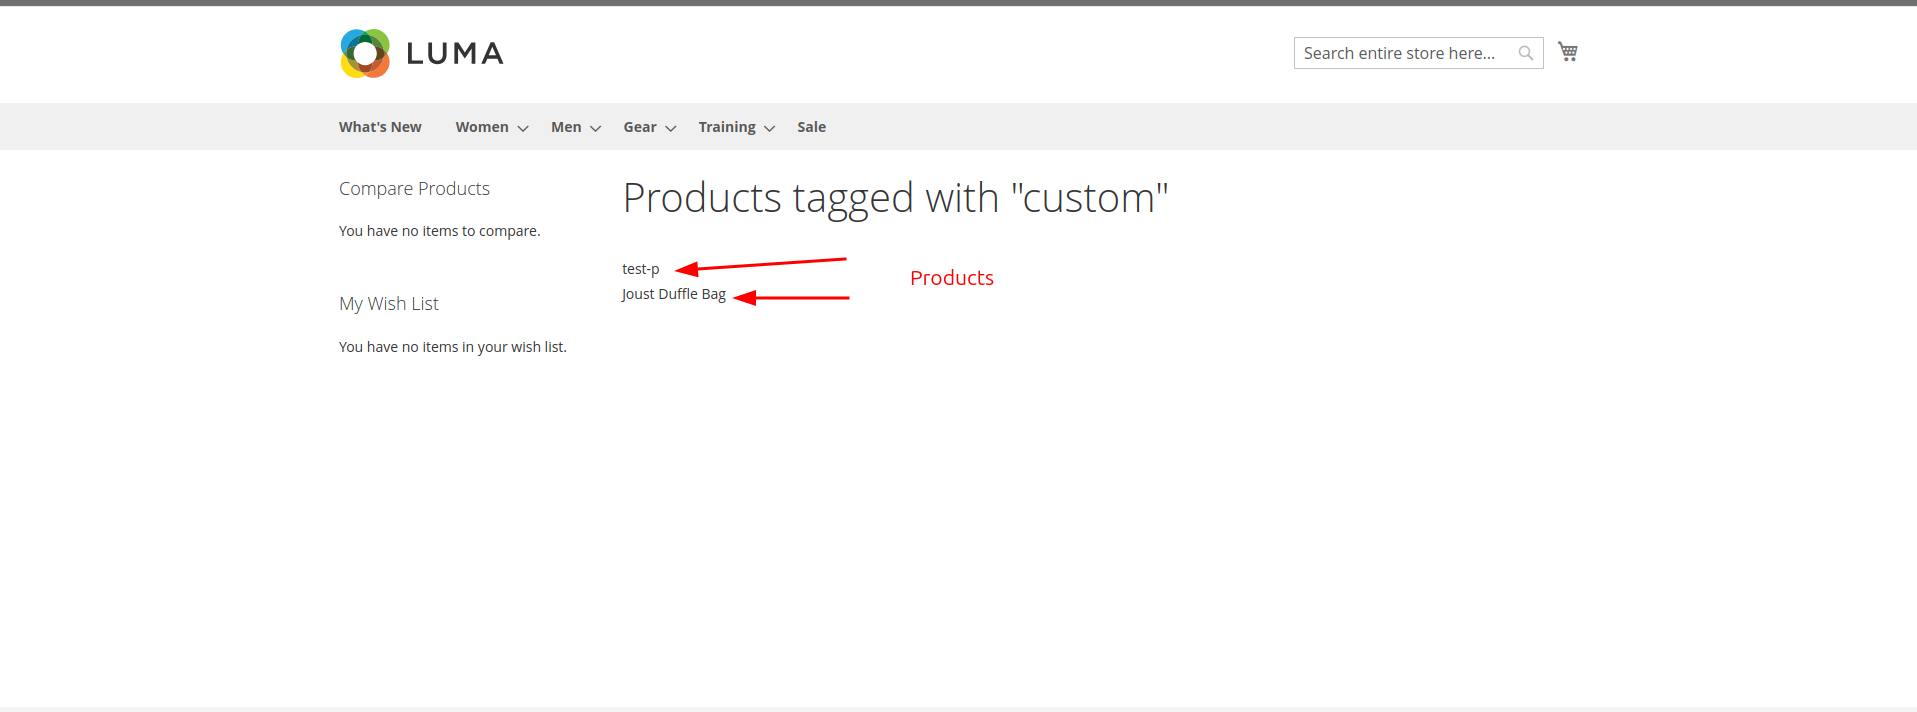 LUMA
Search entire store here...
What's New Women Men Gear Training Sale
Compare Products
You have no items to compare.
My Wish List
You have no items in your wish list.
Products tagged with "custom"
test-p
Joust Duffle Bag
Products